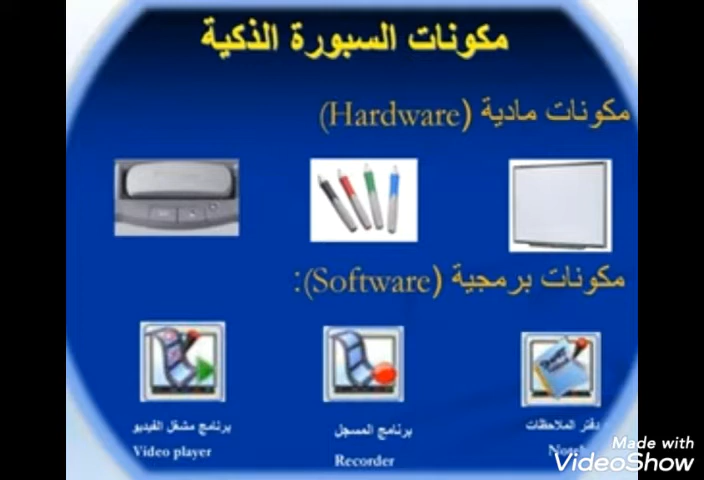 مكونات السبورة الذكية
مكونات مادية (Hardware)
مكونات برمجية (Software):
دفتر الملاحظات
برنامج المسجل
Recorder
برنامج مشغل الفيديو
Video player
Made with
VideoShow